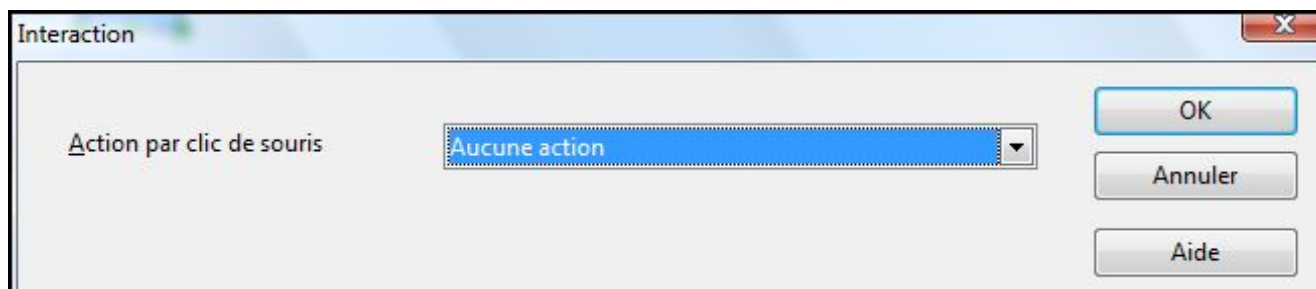 Interaction
Action par clic de souris
Aucune action
OK
Annuler
Aide